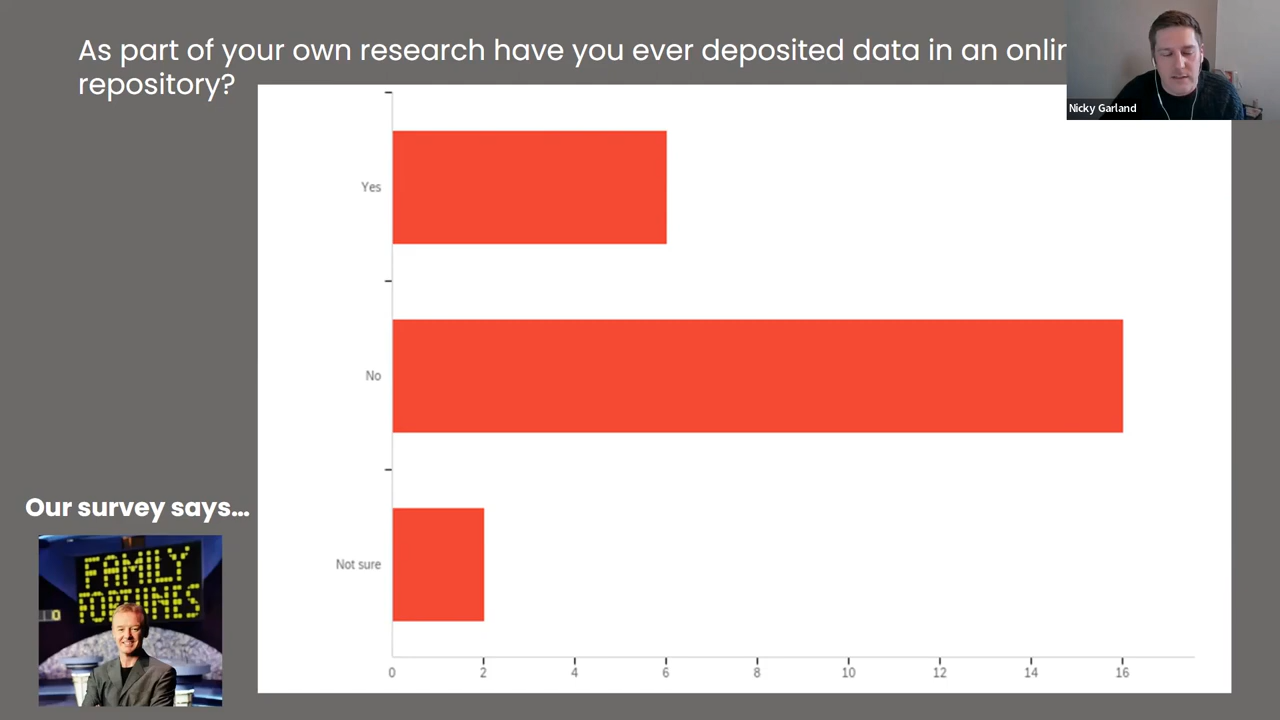 As part of your own research have you ever deposited data in an
repository?
Nicky Garland
Yes
No
Not sure
0 2 4 6 8 10 12 14 16
Our survey says...
FAMILY
FORTUNES